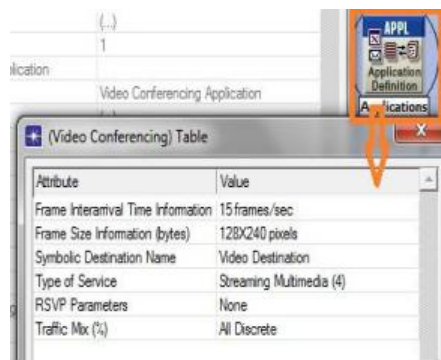 (...)
1
lication
Video Conferencing Application
APPL
Application
Definition
Applications
(Video Conferencing) Table
X
Attribute Value
Frame Interarrival Time Information 15 frames/sec
Frame Size Information (bytes) 128X240 pixels
Symbolic Destination Name Video Destination
Type of Service Streaming Multimedia (4)
RSVP Parameters None
Traffic Mix (%) All Discrete